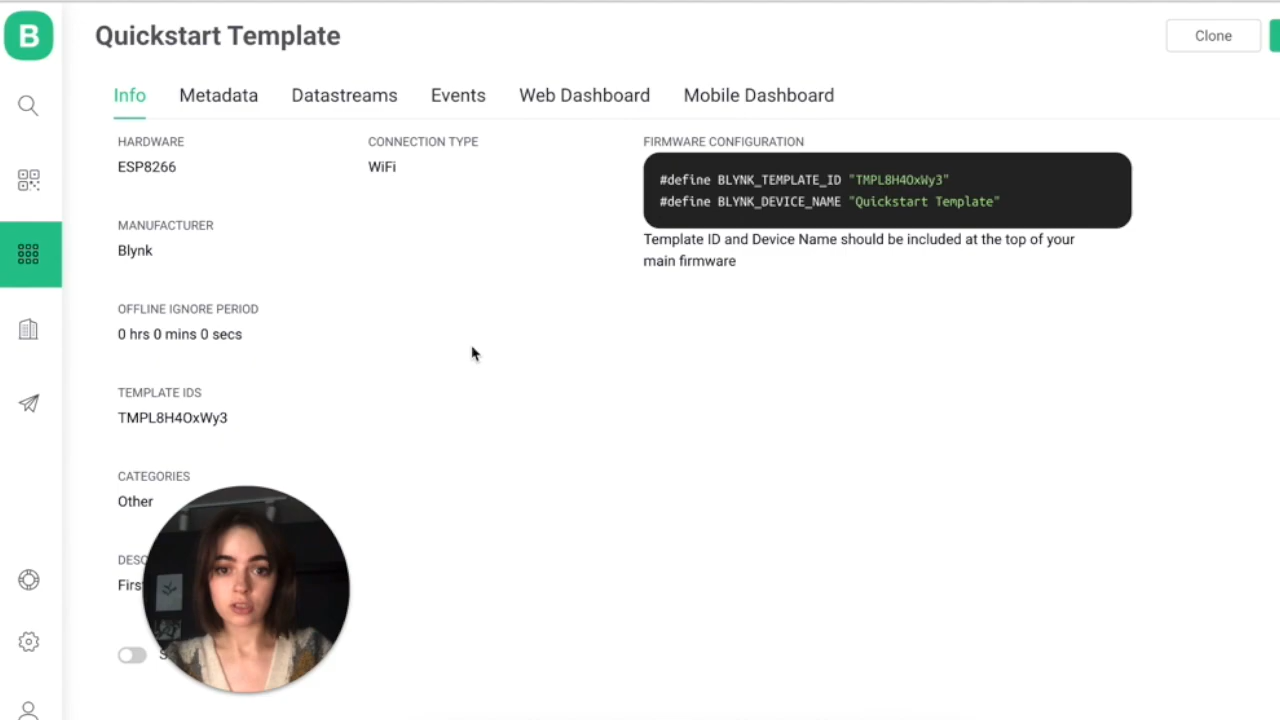 B
Quickstart Template
Clone
Info Metadata Datastreams Events Web Dashboard Mobile Dashboard
HARDWARE
ESP8266
CONNECTION TYPE
WiFi
FIRMWARE CONFIGURATION
#define BLYNK_TEMPLATE_ID "TMPL8H4OxWy3"
#define BLYNK_DEVICE_NAME "Quickstart Template"
Template ID and Device Name should be included at the top of your
main firmware
MANUFACTURER
Blynk
OFFLINE IGNORE PERIOD
0 hrs 0 mins 0 secs
TEMPLATE IDS
TMPL8H4OxWy3
CATEGORIES
Other